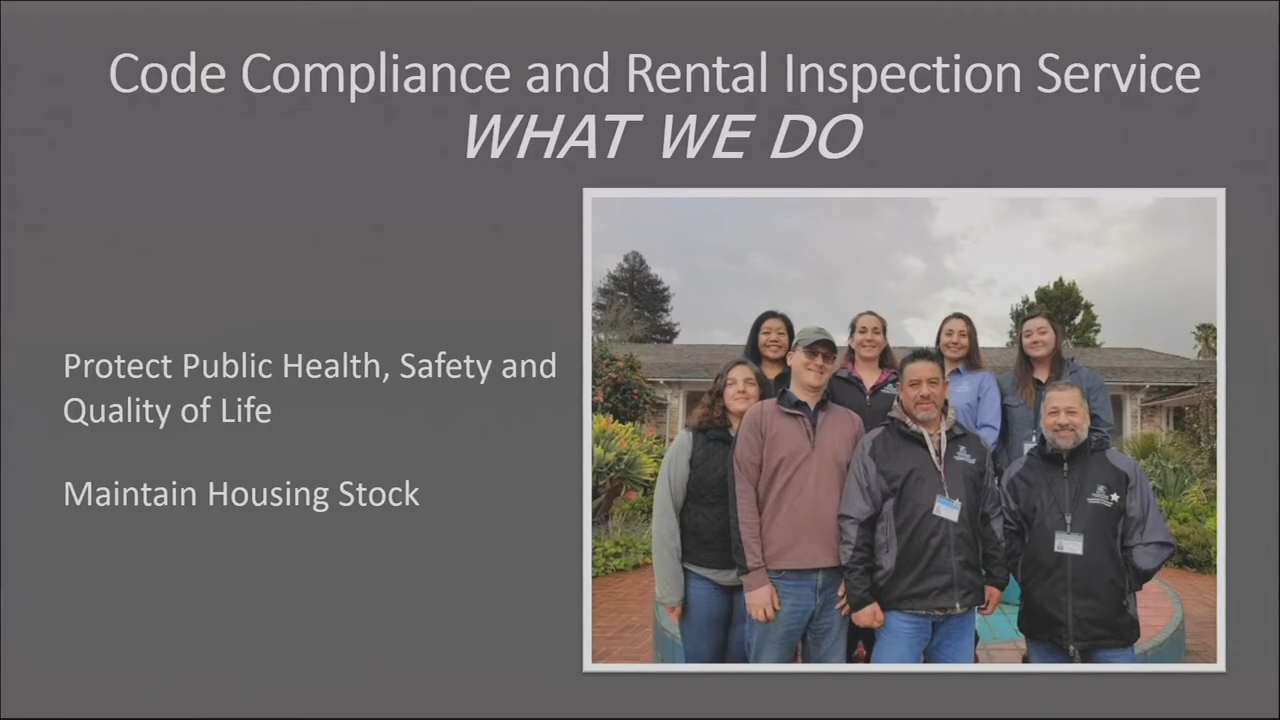 Code Compliance and Rental Inspection Service
WHAT WE DO
Protect Public Health, Safety and
Quality of Life
Maintain Housing Stock